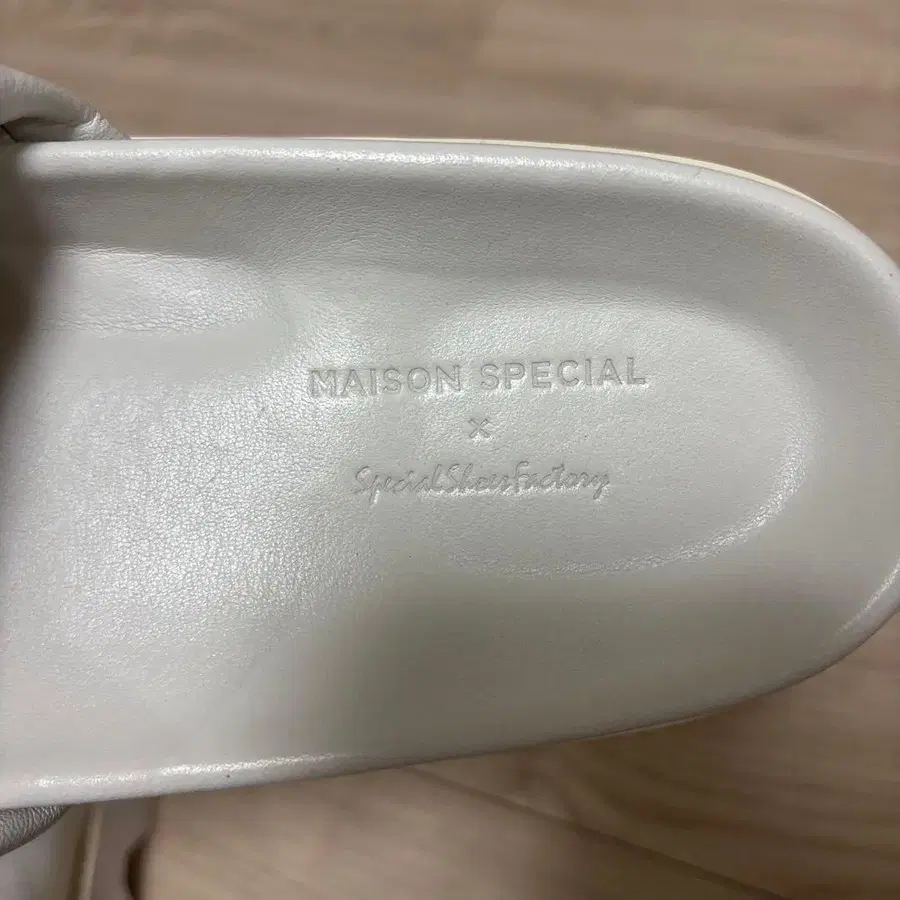 MAISON SPECIAL
×
SpecialShoesFactory